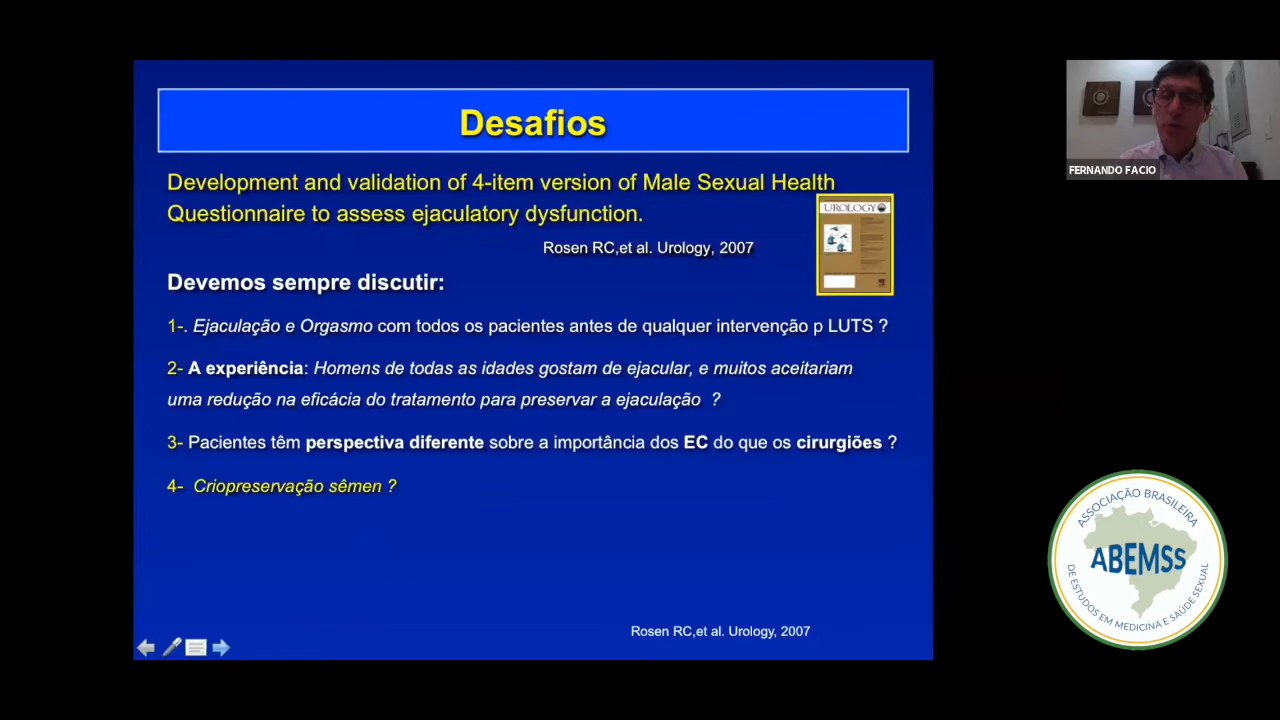 Desafios
Development and validation of 4-item version of Male Sexual Health
Questionnaire to assess ejaculatory dysfunction.
UROLOGY
Rosen RC,et al. Urology, 2007
Devemos sempre discutir:
1-. Ejaculação e Orgasmo com todos os pacientes antes de qualquer intervenção p LUTS ?
2- A experiência: Homens de todas as idades gostam de ejacular, e muitos aceitariam
uma redução na eficácia do tratamento para preservar a ejaculação ?
3- Pacientes têm perspectiva diferente sobre a importância dos EC do que os cirurgiões ?
4- Criopreservação sêmen ?
Rosen RC,et al. Urology, 2007
FERNANDO FACIO
ASSOCIAÇÃO BRASILEIRA
ABEMSS
DE ESTUDOS EM MEDICINA E SAÚDE SEXUAL